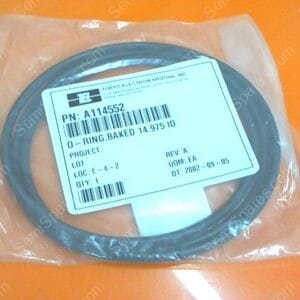 TOKYO ELECTRON ARIZONA, INC.
PN: A114552
O-RING,BAKED 14.975 ID
PROJECT:
LOT:
LOC: E-4-2
QTY: 1
REV: A
UOM: EA
DT: 2002-09-05